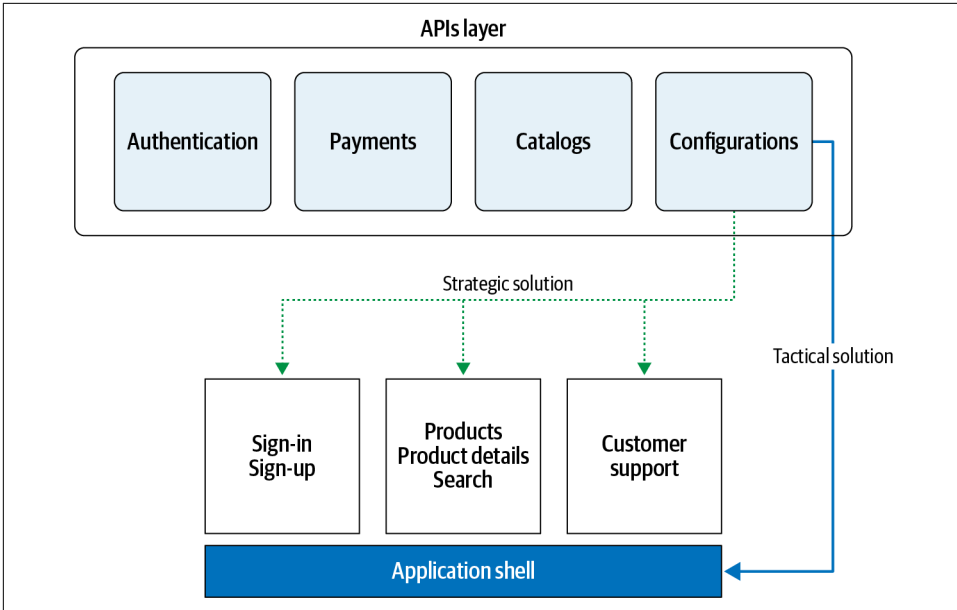 APIs layer
Authentication
Payments
Catalogs
Configurations
Strategic solution
Tactical solution
Sign-in
Sign-up
Products
Product details
Search
Customer
support
Application shell